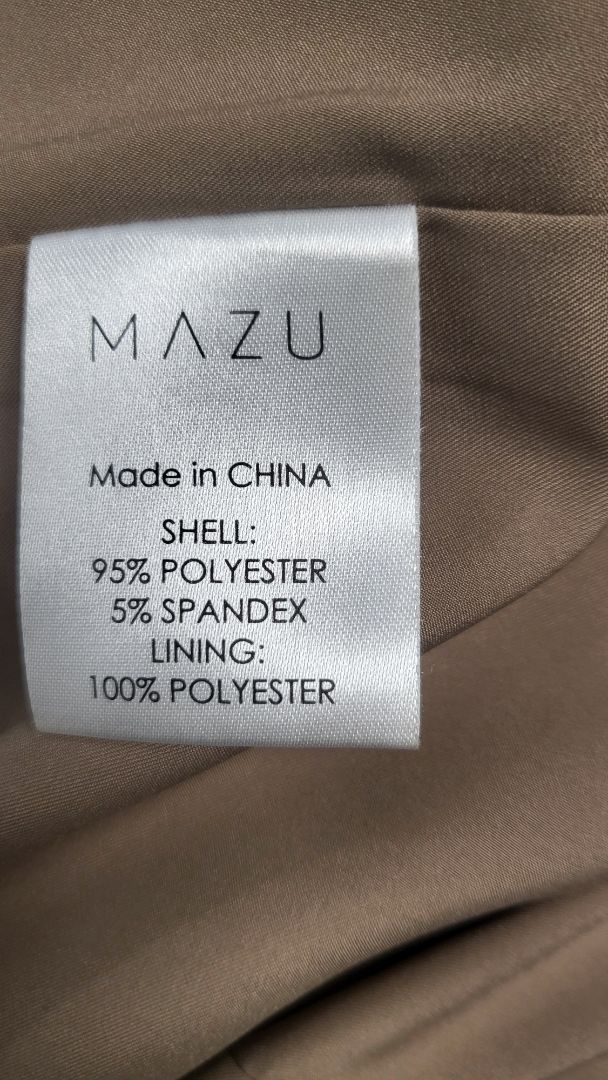 MAZU
Made in CHINA
SHELL:
95% POLYESTER
5% SPANDEX
LINING:
100% POLYESTER